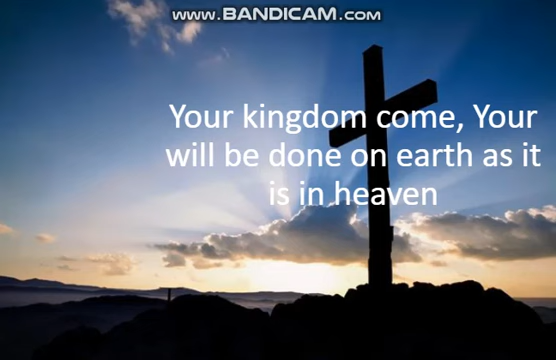 www.BANDICAM.com
Your kingdom come, Your
will be done on earth as it
is in heaven